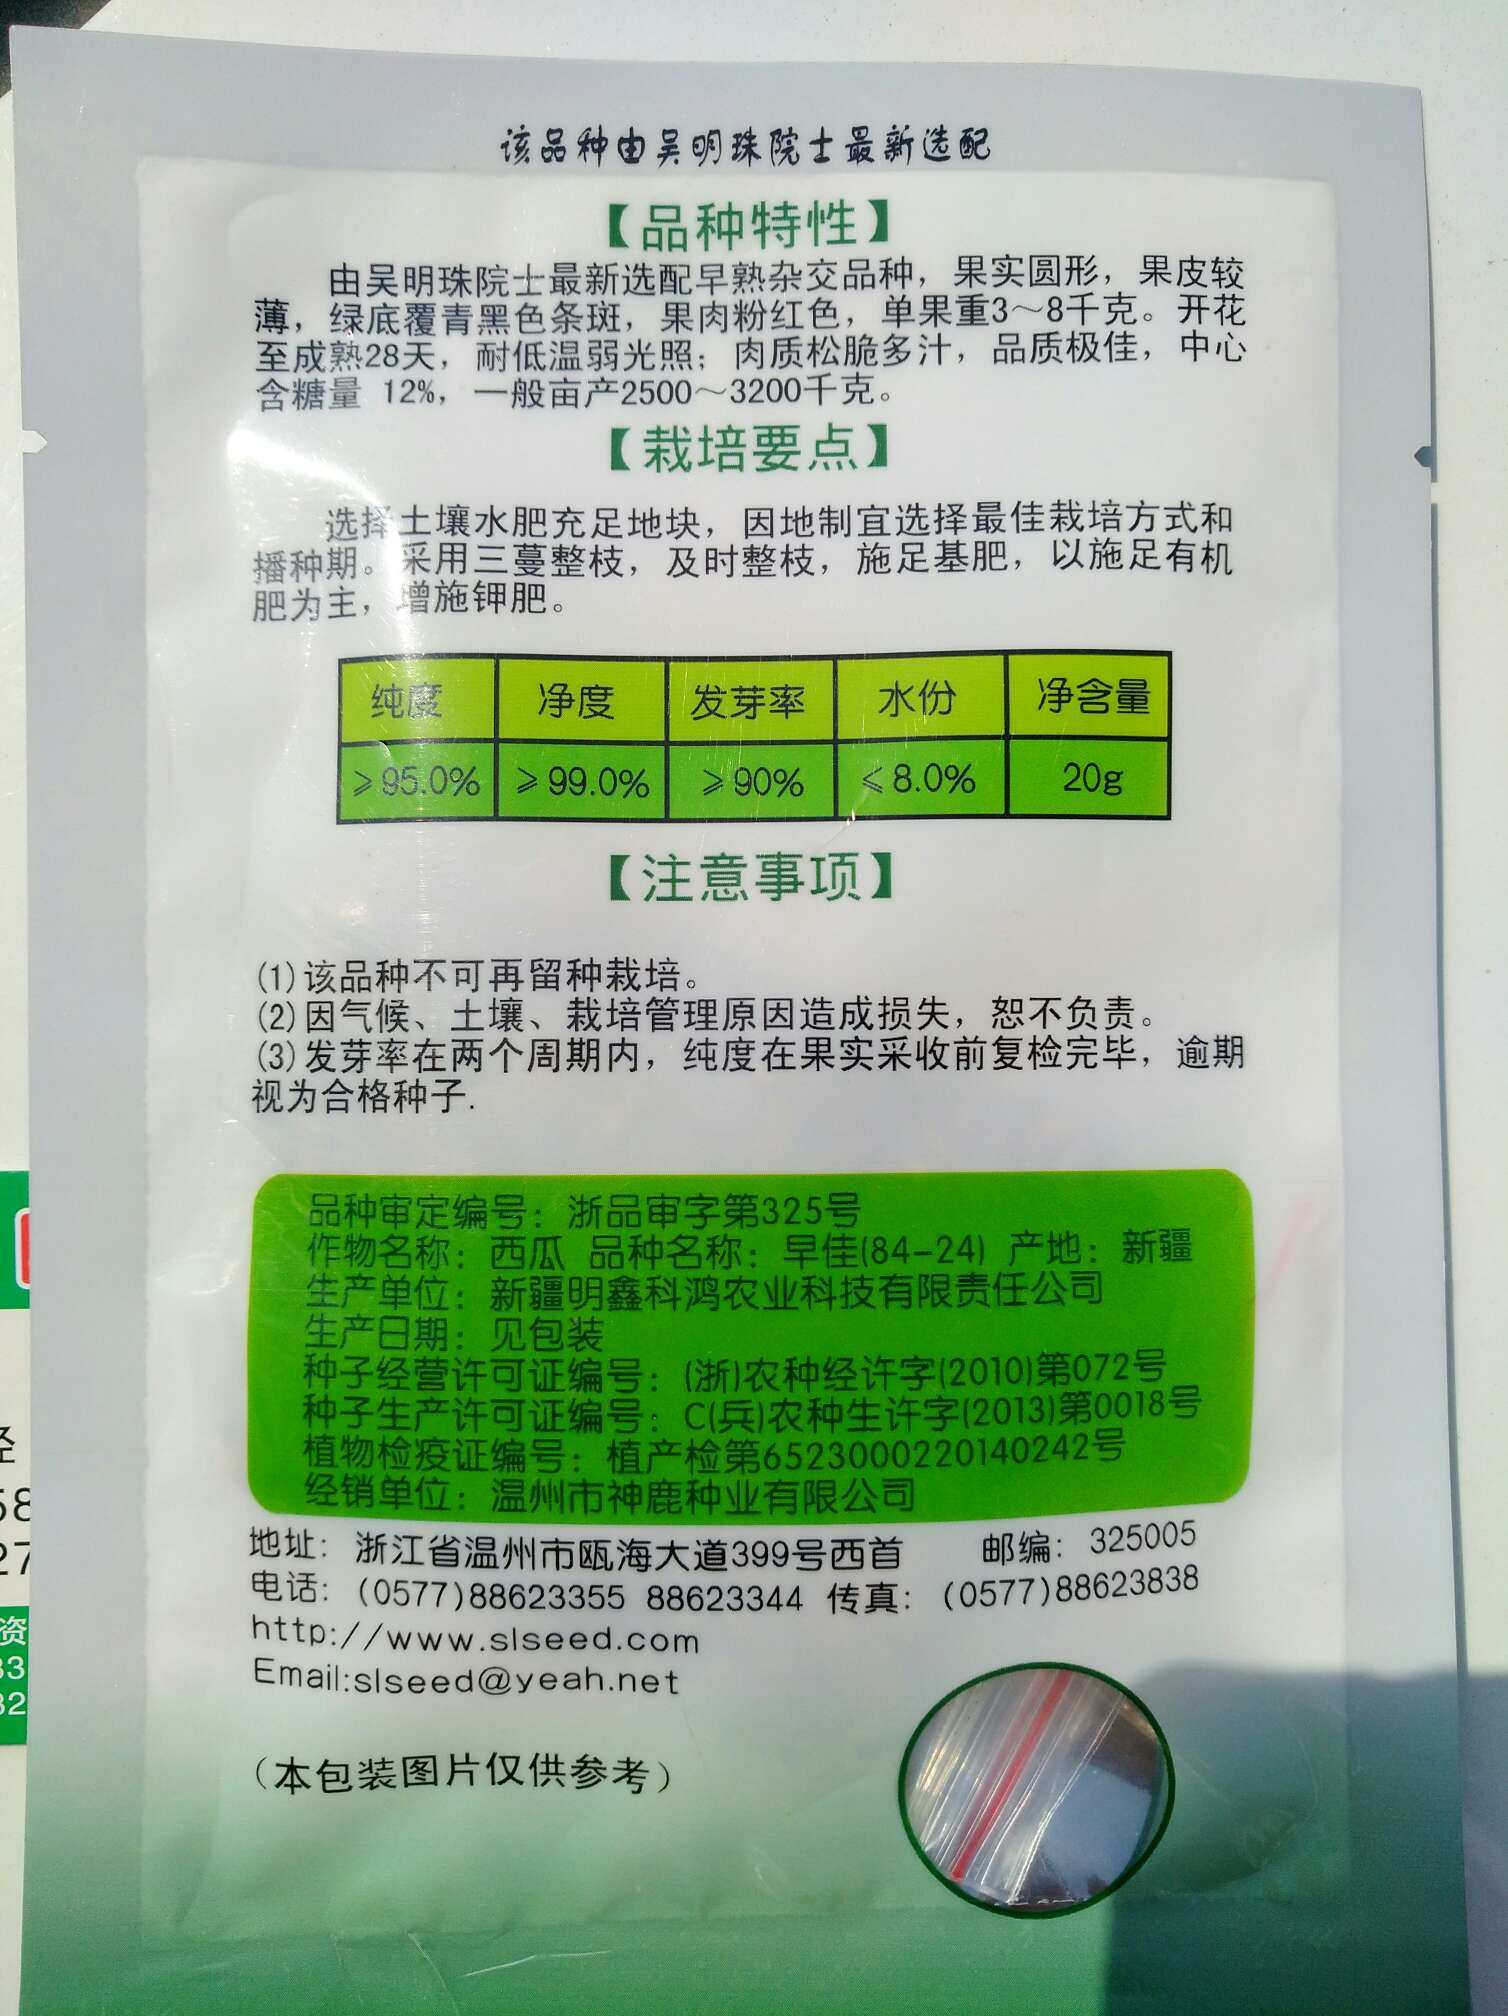 该品种由吴明珠院士最新选配
【品种特性】
由吴明珠院士最新选配早熟杂交品种，果实圆形，果皮较
薄，绿底覆青黑色条斑，果肉粉红色，单果重3～8千克。开花
至成熟28天，耐低温弱光照；肉质松脆多汁，品质极佳，中心
含糖量 12%，一般亩产2500～3200千克。
【栽培要点】
选择土壤水肥充足地块，因地制宜选择最佳栽培方式和
播种期。采用三蔓整枝，及时整枝，施足基肥，以施足有机
肥为主，增施钾肥。
纯度 净度 发芽率 水份 净含量
≥95.0% ≥99.0% ≥90% ≤8.0% 20g
【注意事项】
(1)该品种不可再留种栽培。
(2)因气候、土壤、栽培管理原因造成损失，恕不负责。
(3)发芽率在两个周期内，纯度在果实采收前复检完毕，逾期
视为合格种子.
品种审定编号：浙品审字第325号
作物名称：西瓜 品种名称：早佳(84-24) 产地：新疆
生产单位：新疆明鑫科鸿农业科技有限责任公司
生产日期：见包装
种子经营许可证编号：(浙)农种经许字(2010)第072号
种子生产许可证编号：C(兵)农种生许字(2013)第0018号
植物检疫证编号：植产检第6523000220140242号
经销单位：温州市神鹿种业有限公司
地址：浙江省温州市瓯海大道399号西首 邮编：325005
电话：(0577)88623355 88623344 传真：(0577)88623838
http://www.slseed.com
Email:slseed@yeah.net
（本包装图片仅供参考）
58
27
资
33
32